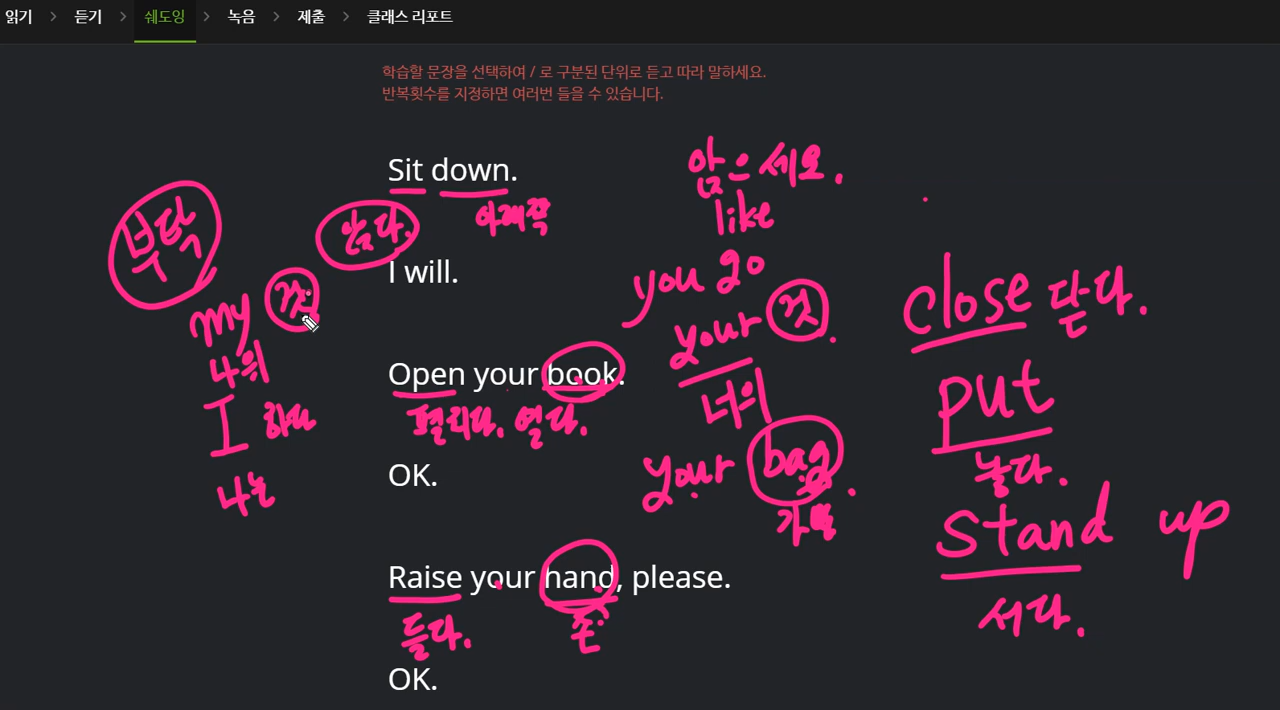 읽기 > 듣기 > 쉐도잉 > 녹음 > 제출 > 클래스 리포트
학습할 문장을 선택하여 / 로 구분된 단위로 듣고 따라 말하세요.
반복횟수를 지정하면 여러번 들을 수 있습니다.
Sit down.
아래쪽
앉다.
앉으세요.
like
부탁
I will.
you go
my 것
나의
your 것.
너의
close 닫다.
Open your book.
펼치다. 열다.
I 하다
나는
put
놓다.
OK.
your bag.
가방
stand up
서다.
Raise your hand, please.
들다.
손
OK.